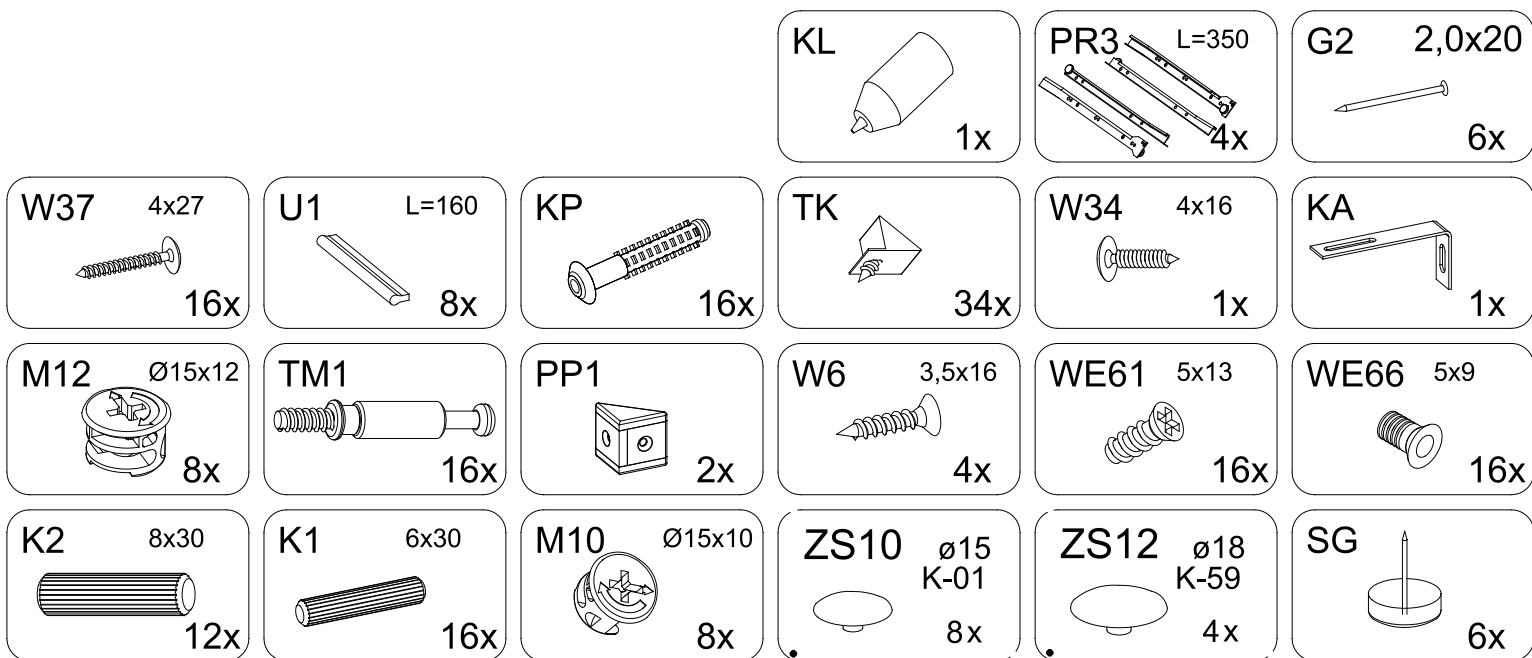 KL
1x
PR3 L=350
4x
G2 2,0x20
6x
W37 4x27
16x
U1 L=160
8x
KP
16x
TK
34x
W34 4x16
1x
KA
1x
M12 Ø15x12
8x
TM1
16x
PP1
2x
W6 3,5x16
4x
WE61 5x13
16x
WE66 5x9
16x
K2 8x30
12x
K1 6x30
16x
M10 Ø15x10
8x
ZS10 ø15
K-01
8x
ZS12 ø18
K-59
4x
SG
6x